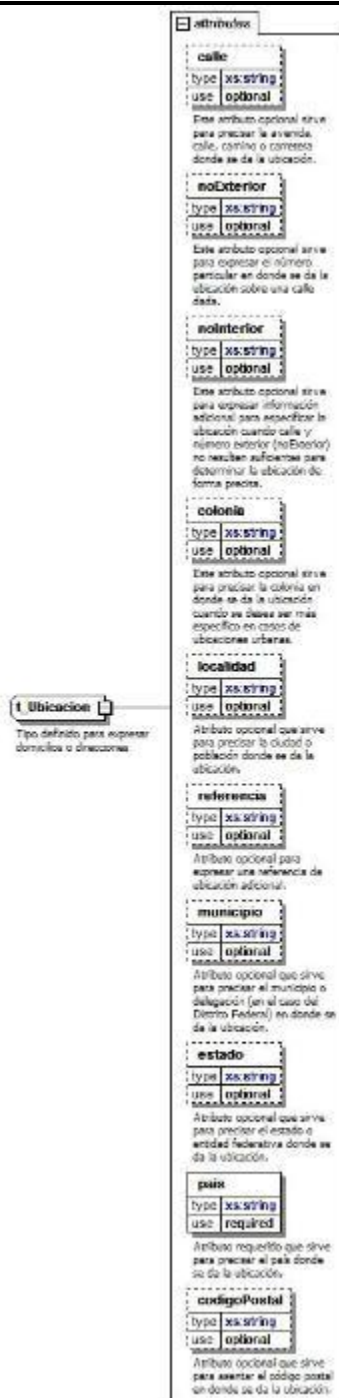 attributes
calle
type xs:string
use optional
Este atributo opcional sirve
para precisar la avenida,
calle, camino o carretera
donde se da la ubicación.
noExterior
type xs:string
use optional
Este atributo opcional sirve
para expresar el número
particular en donde se da la
ubicación sobre una calle
dada.
noInterior
type xs:string
use optional
Este atributo opcional sirve
para expresar información
adicional para especificar la
ubicación cuando calle y
número exterior (noExterior)
no resulten suficientes para
determinar la ubicación de
forma precisa.
colonia
type xs:string
use optional
Este atributo opcional sirve
para precisar la colonia en
donde se da la ubicación
cuando se desea ser más
específico en casos de
ubicaciones urbanas.
localidad
type xs:string
use optional
Atributo opcional que sirve
para precisar la ciudad o
población donde se da la
ubicación.
t_Ubicacion
Tipo definido para expresar
domicilios o direcciones
referencia
type xs:string
use optional
Atributo opcional para
expresar una referencia de
ubicación adicional.
municipio
type xs:string
use optional
Atributo opcional que sirve
para precisar el municipio o
delegación (en el caso del
Distrito Federal) en donde se
da la ubicación.
estado
type xs:string
use optional
Atributo opcional que sirve
para precisar el estado o
entidad federativa donde se
da la ubicación.
pais
type xs:string
use required
Atributo requerido que sirve
para precisar el país donde
se da la ubicación.
codigoPostal
type xs:string
use optional
Atributo opcional que sirve
para asentar el código postal
en donde se da la ubicación.